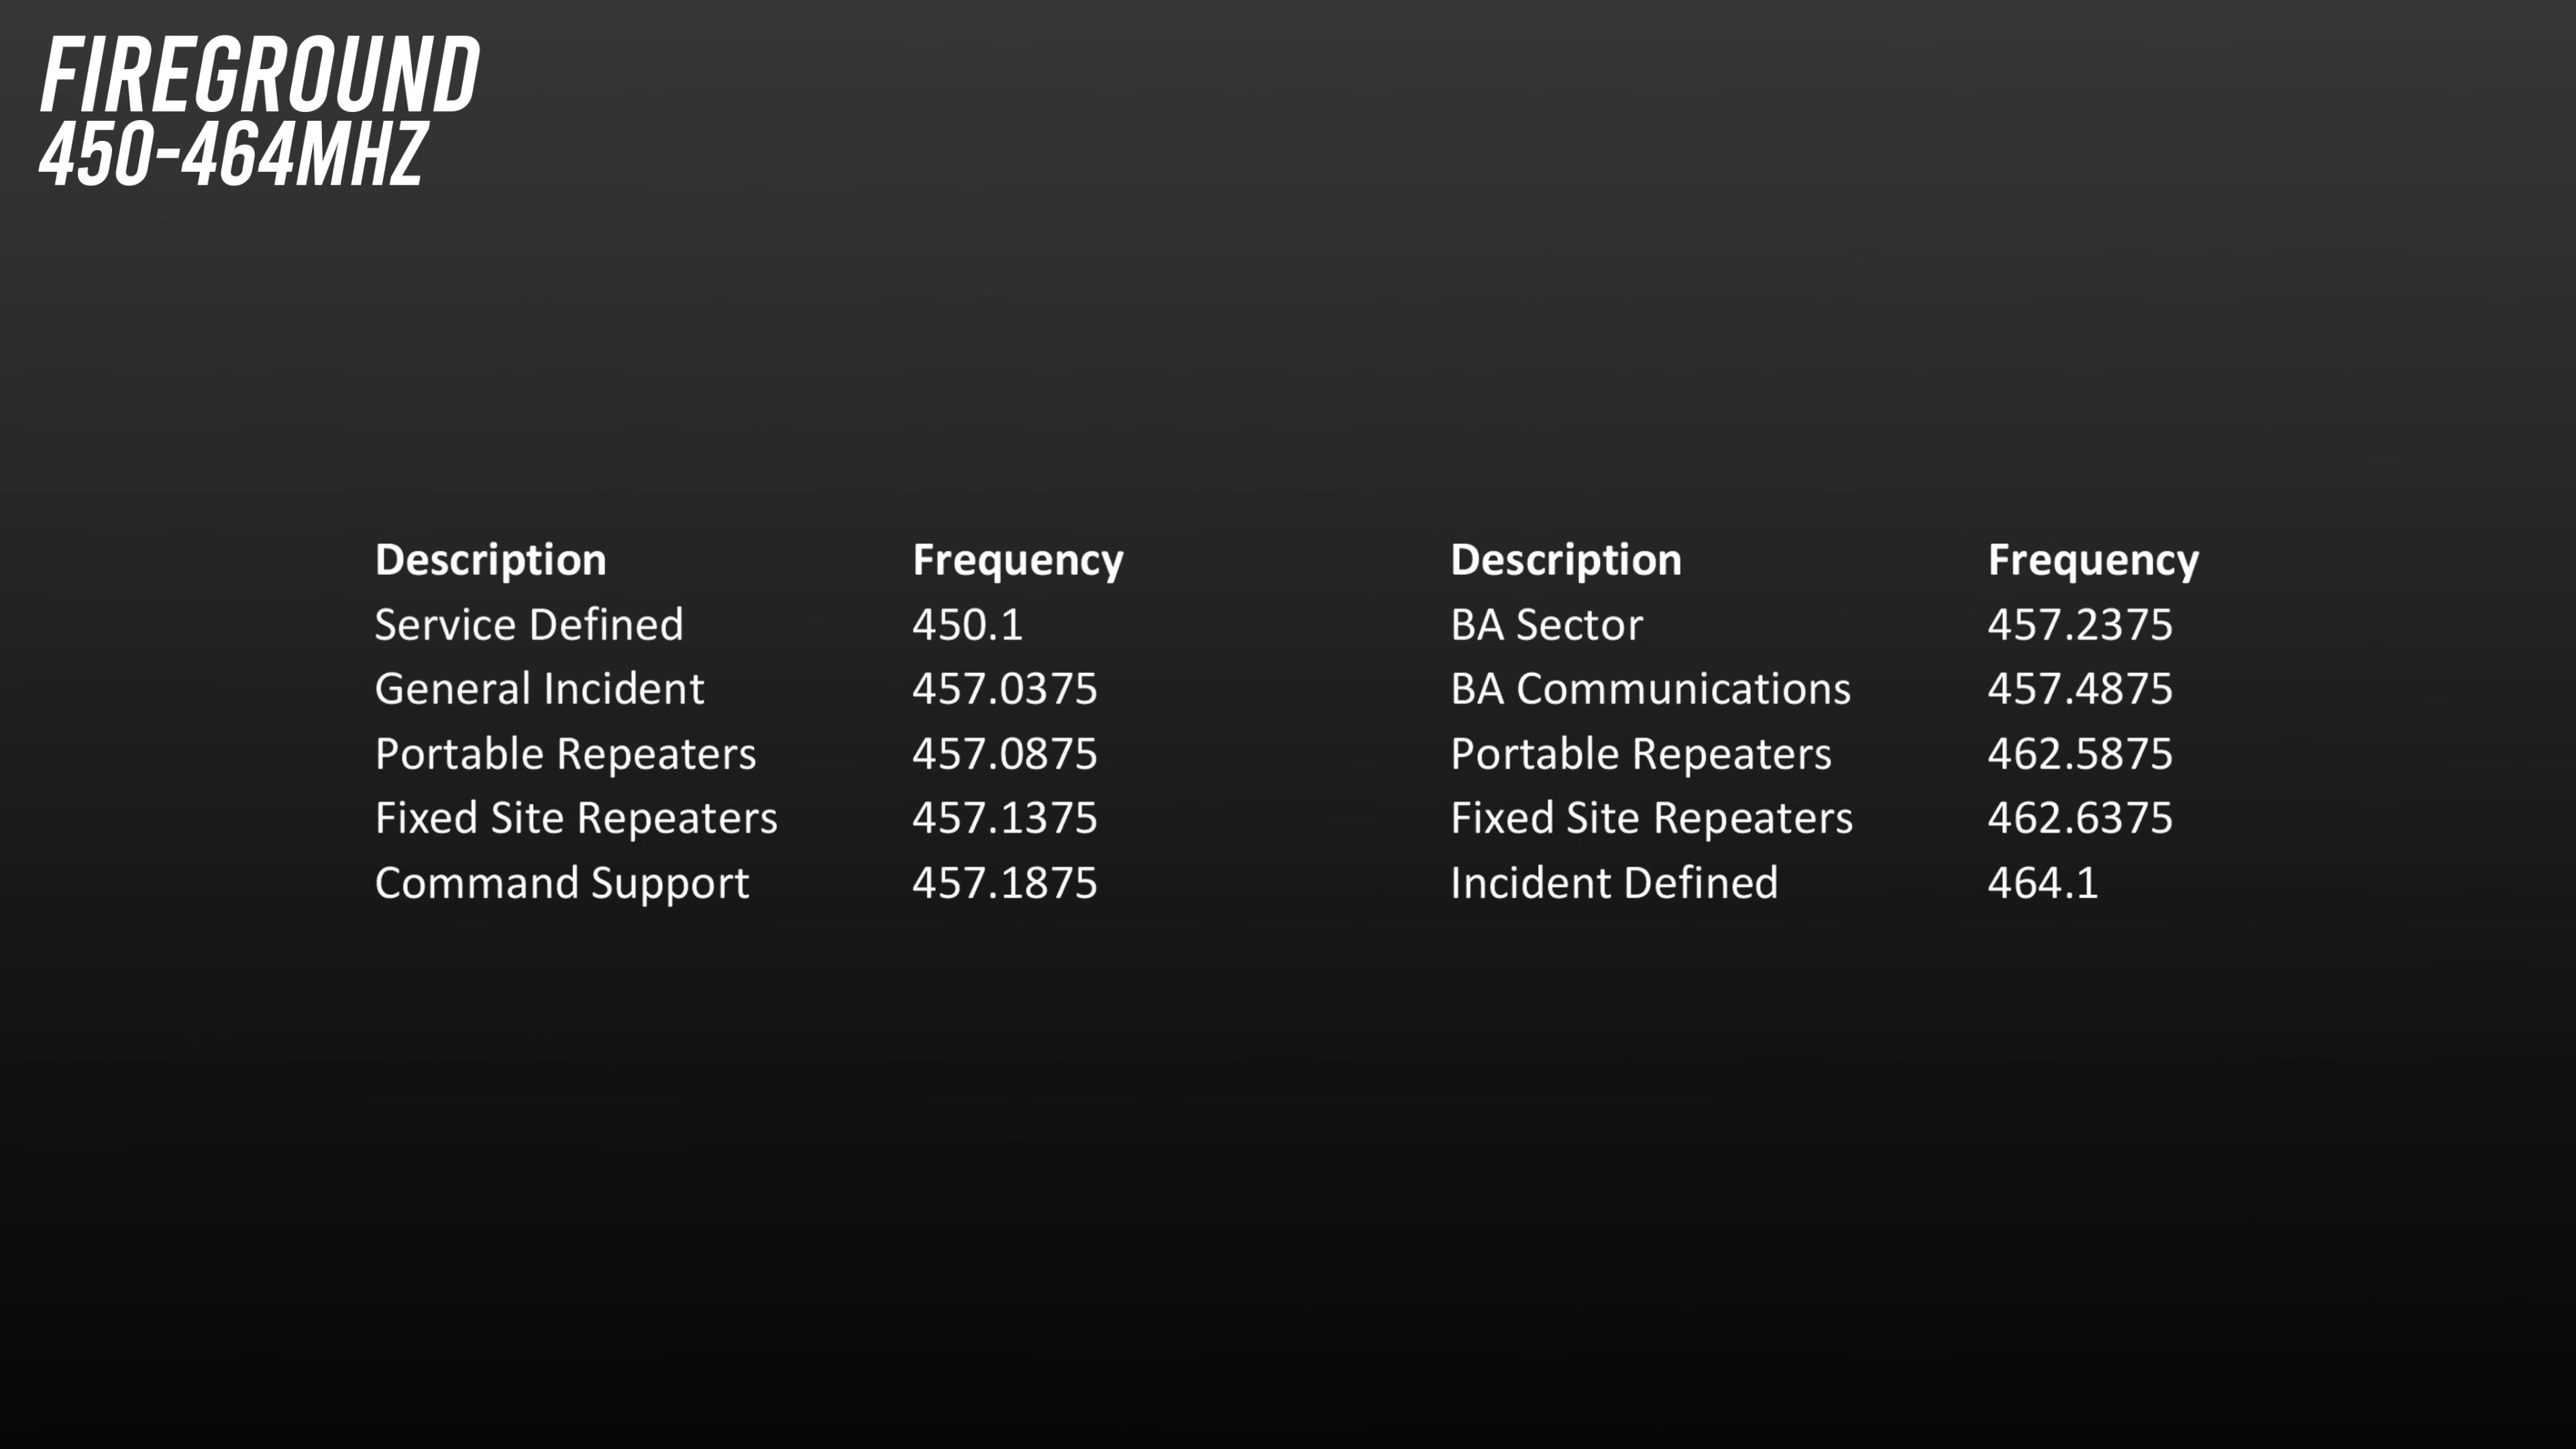 FIREGROUND
450-464MHZ
Description Frequency Description Frequency
Service Defined 450.1 BA Sector 457.2375
General Incident 457.0375 BA Communications 457.4875
Portable Repeaters 457.0875 Portable Repeaters 462.5875
Fixed Site Repeaters 457.1375 Fixed Site Repeaters 462.6375
Command Support 457.1875 Incident Defined 464.1